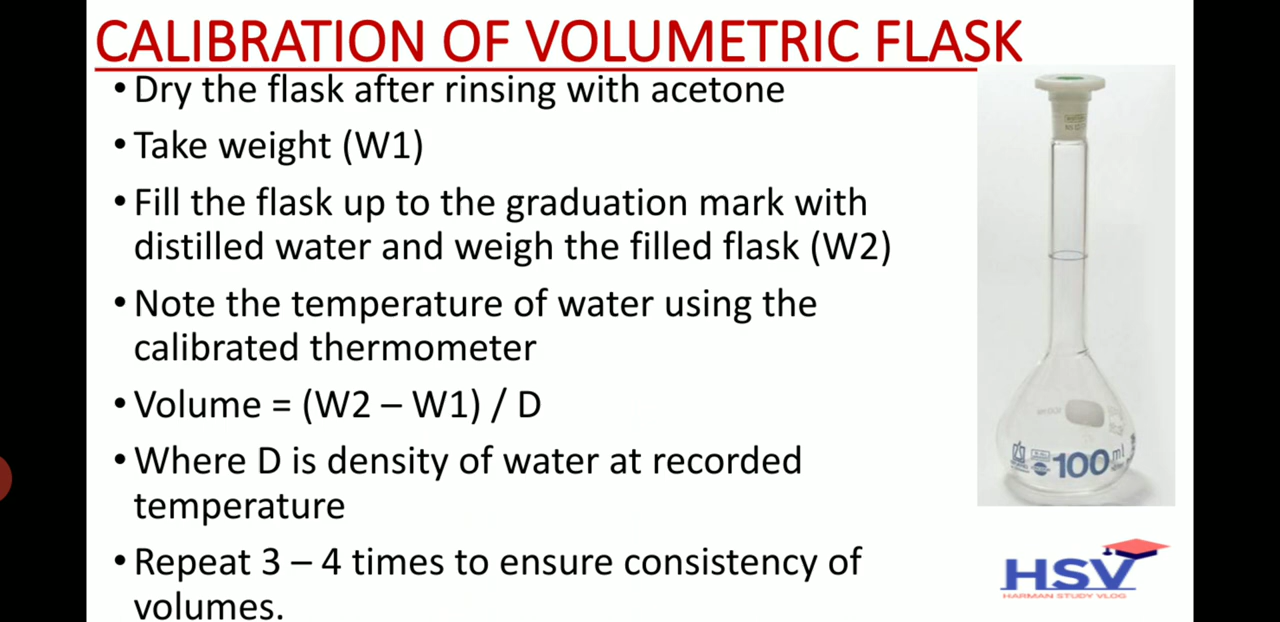 CALIBRATION OF VOLUMETRIC FLASK
• Dry the flask after rinsing with acetone
• Take weight (W1)
• Fill the flask up to the graduation mark with
distilled water and weigh the filled flask (W2)
• Note the temperature of water using the
calibrated thermometer
• Volume = (W2 – W1) / D
• Where D is density of water at recorded
temperature
• Repeat 3 – 4 times to ensure consistency of
volumes.
100 ml
HSV
HARMAN STUDY VLOG